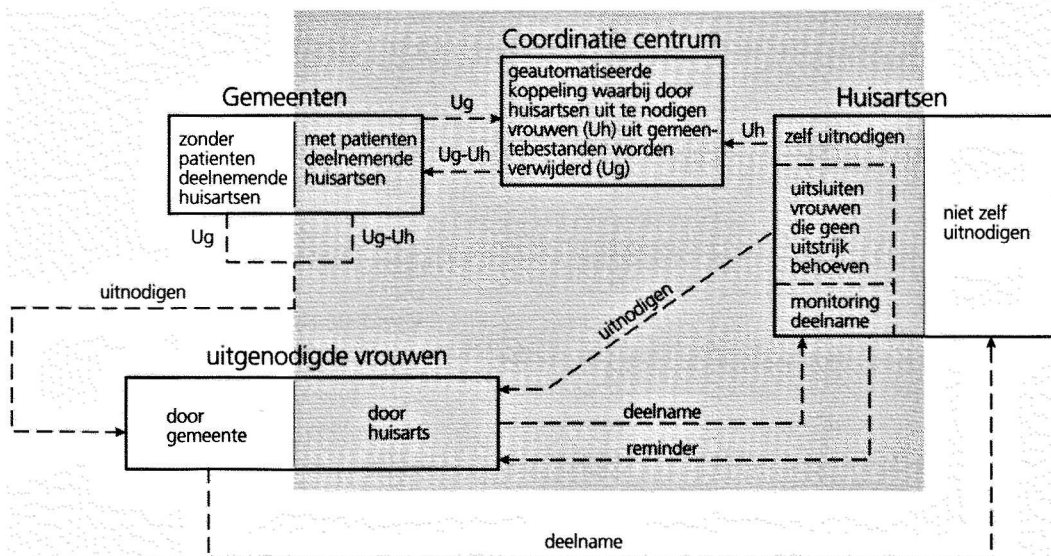 Coordinatie centrum
geautomatiseerde
koppeling waarbij door
huisartsen uit te nodigen
vrouwen (Uh) uit gemeen-
tebestanden worden
verwijderd (Ug)
Gemeenten
zonder
patienten
deelnemende
huisartsen
met patienten
deelnemende
huisartsen
Ug
Ug-Uh
Uh
Huisartsen
zelf uitnodigen
uitsluiten
vrouwen
die geen
uitstrijk
behoeven
monitoring
deelname
niet zelf
uitnodigen
Ug
Ug-Uh
uitnodigen
uitnodigen
uitgenodigde vrouwen
door
gemeente
door
huisarts
deelname
reminder
deelname